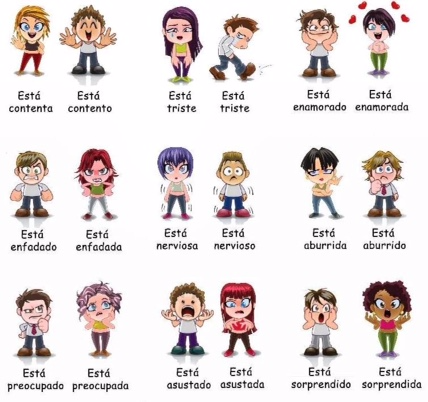 Está contenta
Está contento
Está triste
Está triste
Está enamorado
Está enamorada
Está enfadado
Está enfadada
Está nerviosa
Está nervioso
Está aburrida
Está aburrido
Está preocupado
Está preocupada
Está asustado
Está asustada
Está sorprendido
Está sorprendida